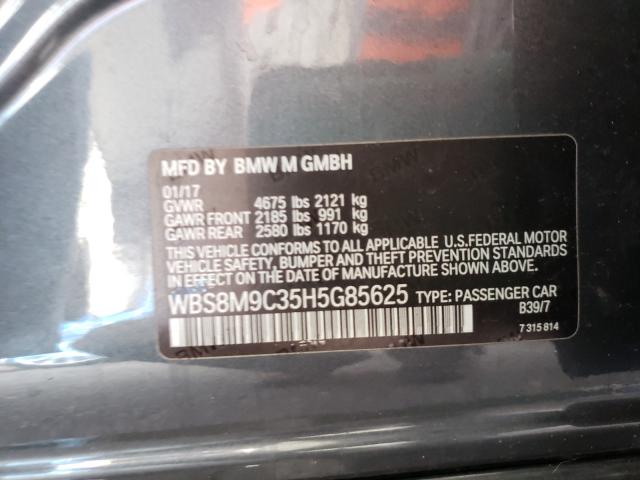 MFD BY BMW M GMBH
01/17
GVWR 4675 lbs 2121 kg
GAWR FRONT 2185 lbs 991 kg
GAWR REAR 2580 lbs 1170 kg
THIS VEHICLE CONFORMS TO ALL APPLICABLE U.S.FEDERAL MOTOR
VEHICLE SAFETY, BUMPER AND THEFT PREVENTION STANDARDS
IN EFFECT ON THE DATE OF MANUFACTURE SHOWN ABOVE.
WBS8M9C35H5G85625 TYPE: PASSENGER CAR
B39/7
7 315 814